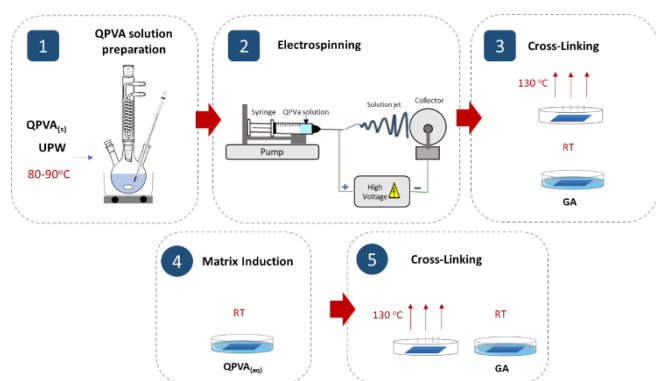 1
QPVA solution
preparation
QPVA(s)
UPW
80-90°C
2
Electrospinning
Syringe
QPVa solution
Solution jet
Collector
Pump
+
High
Voltage
−
3
Cross-Linking
130 °C
RT
GA
4
Matrix Induction
RT
QPVA(aq)
5
Cross-Linking
130 °C
RT
GA